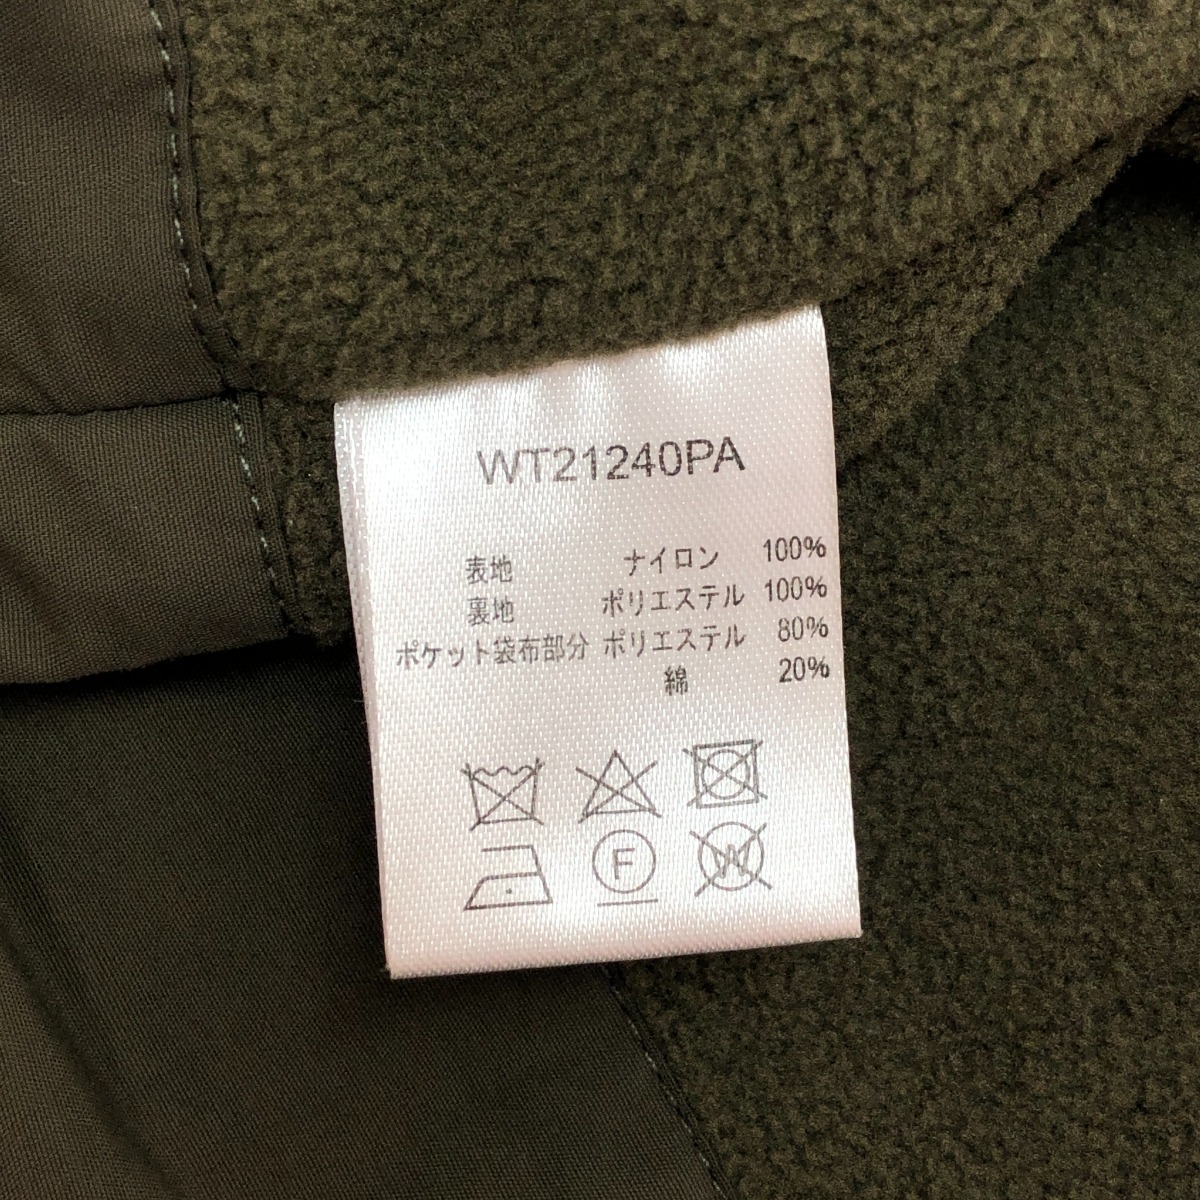 WT21240PA
表地 ナイロン 100%
裏地 ポリエステル 100%
ポケット袋布部分 ポリエステル 80%
綿 20%
F W